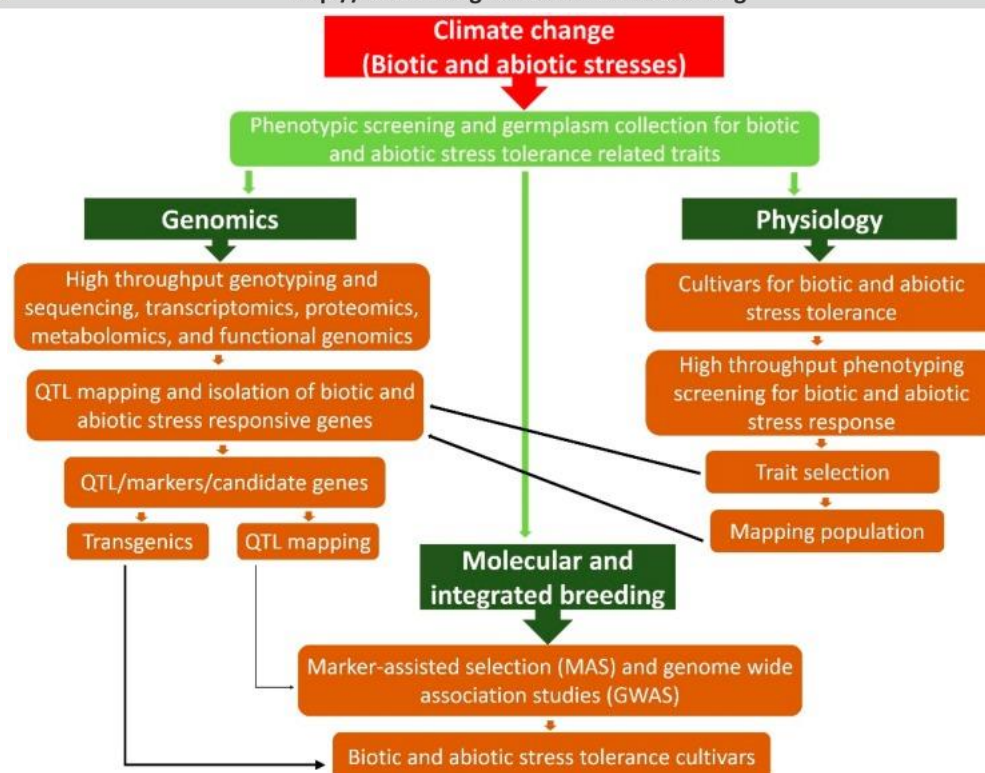 Climate change
(Biotic and abiotic stresses)
Phenotypic screening and germplasm collection for biotic
and abiotic stress tolerance related traits
Genomics
High throughput genotyping and
sequencing, transcriptomics, proteomics,
metabolomics, and functional genomics
QTL mapping and isolation of biotic and
abiotic stress responsive genes
QTL/markers/candidate genes
Transgenics
QTL mapping
Physiology
Cultivars for biotic and abiotic
stress tolerance
High throughput phenotyping
screening for biotic and abiotic
stress response
Trait selection
Mapping population
Molecular and
integrated breeding
Marker-assisted selection (MAS) and genome wide
association studies (GWAS)
Biotic and abiotic stress tolerance cultivars